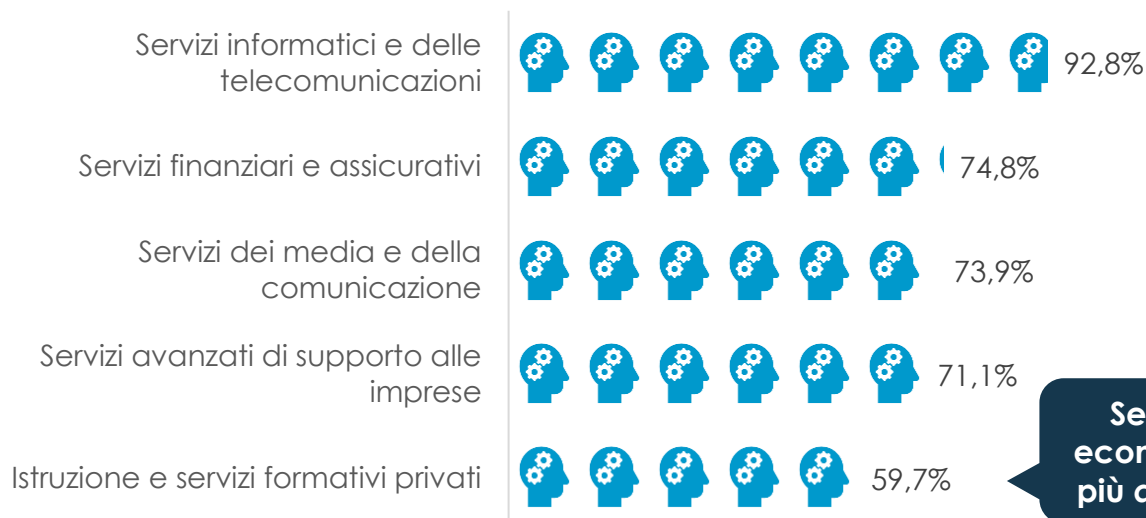 Servizi informatici e delle
telecomunicazioni
92,8%
Servizi finanziari e assicurativi
74,8%
Servizi dei media e della
comunicazione
73,9%
Servizi avanzati di supporto alle
imprese
71,1%
Istruzione e servizi formativi privati
59,7%
più